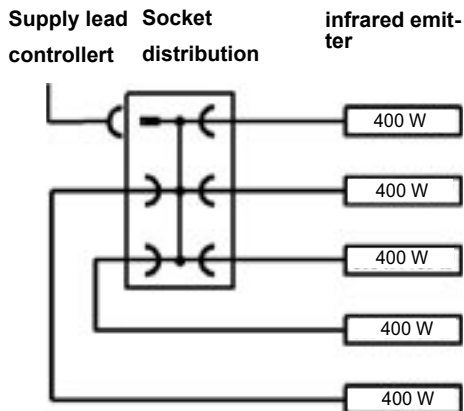 Supply lead
controllert
Socket
distribution
infrared emit-
ter
400 W
400 W
400 W
400 W
400 W